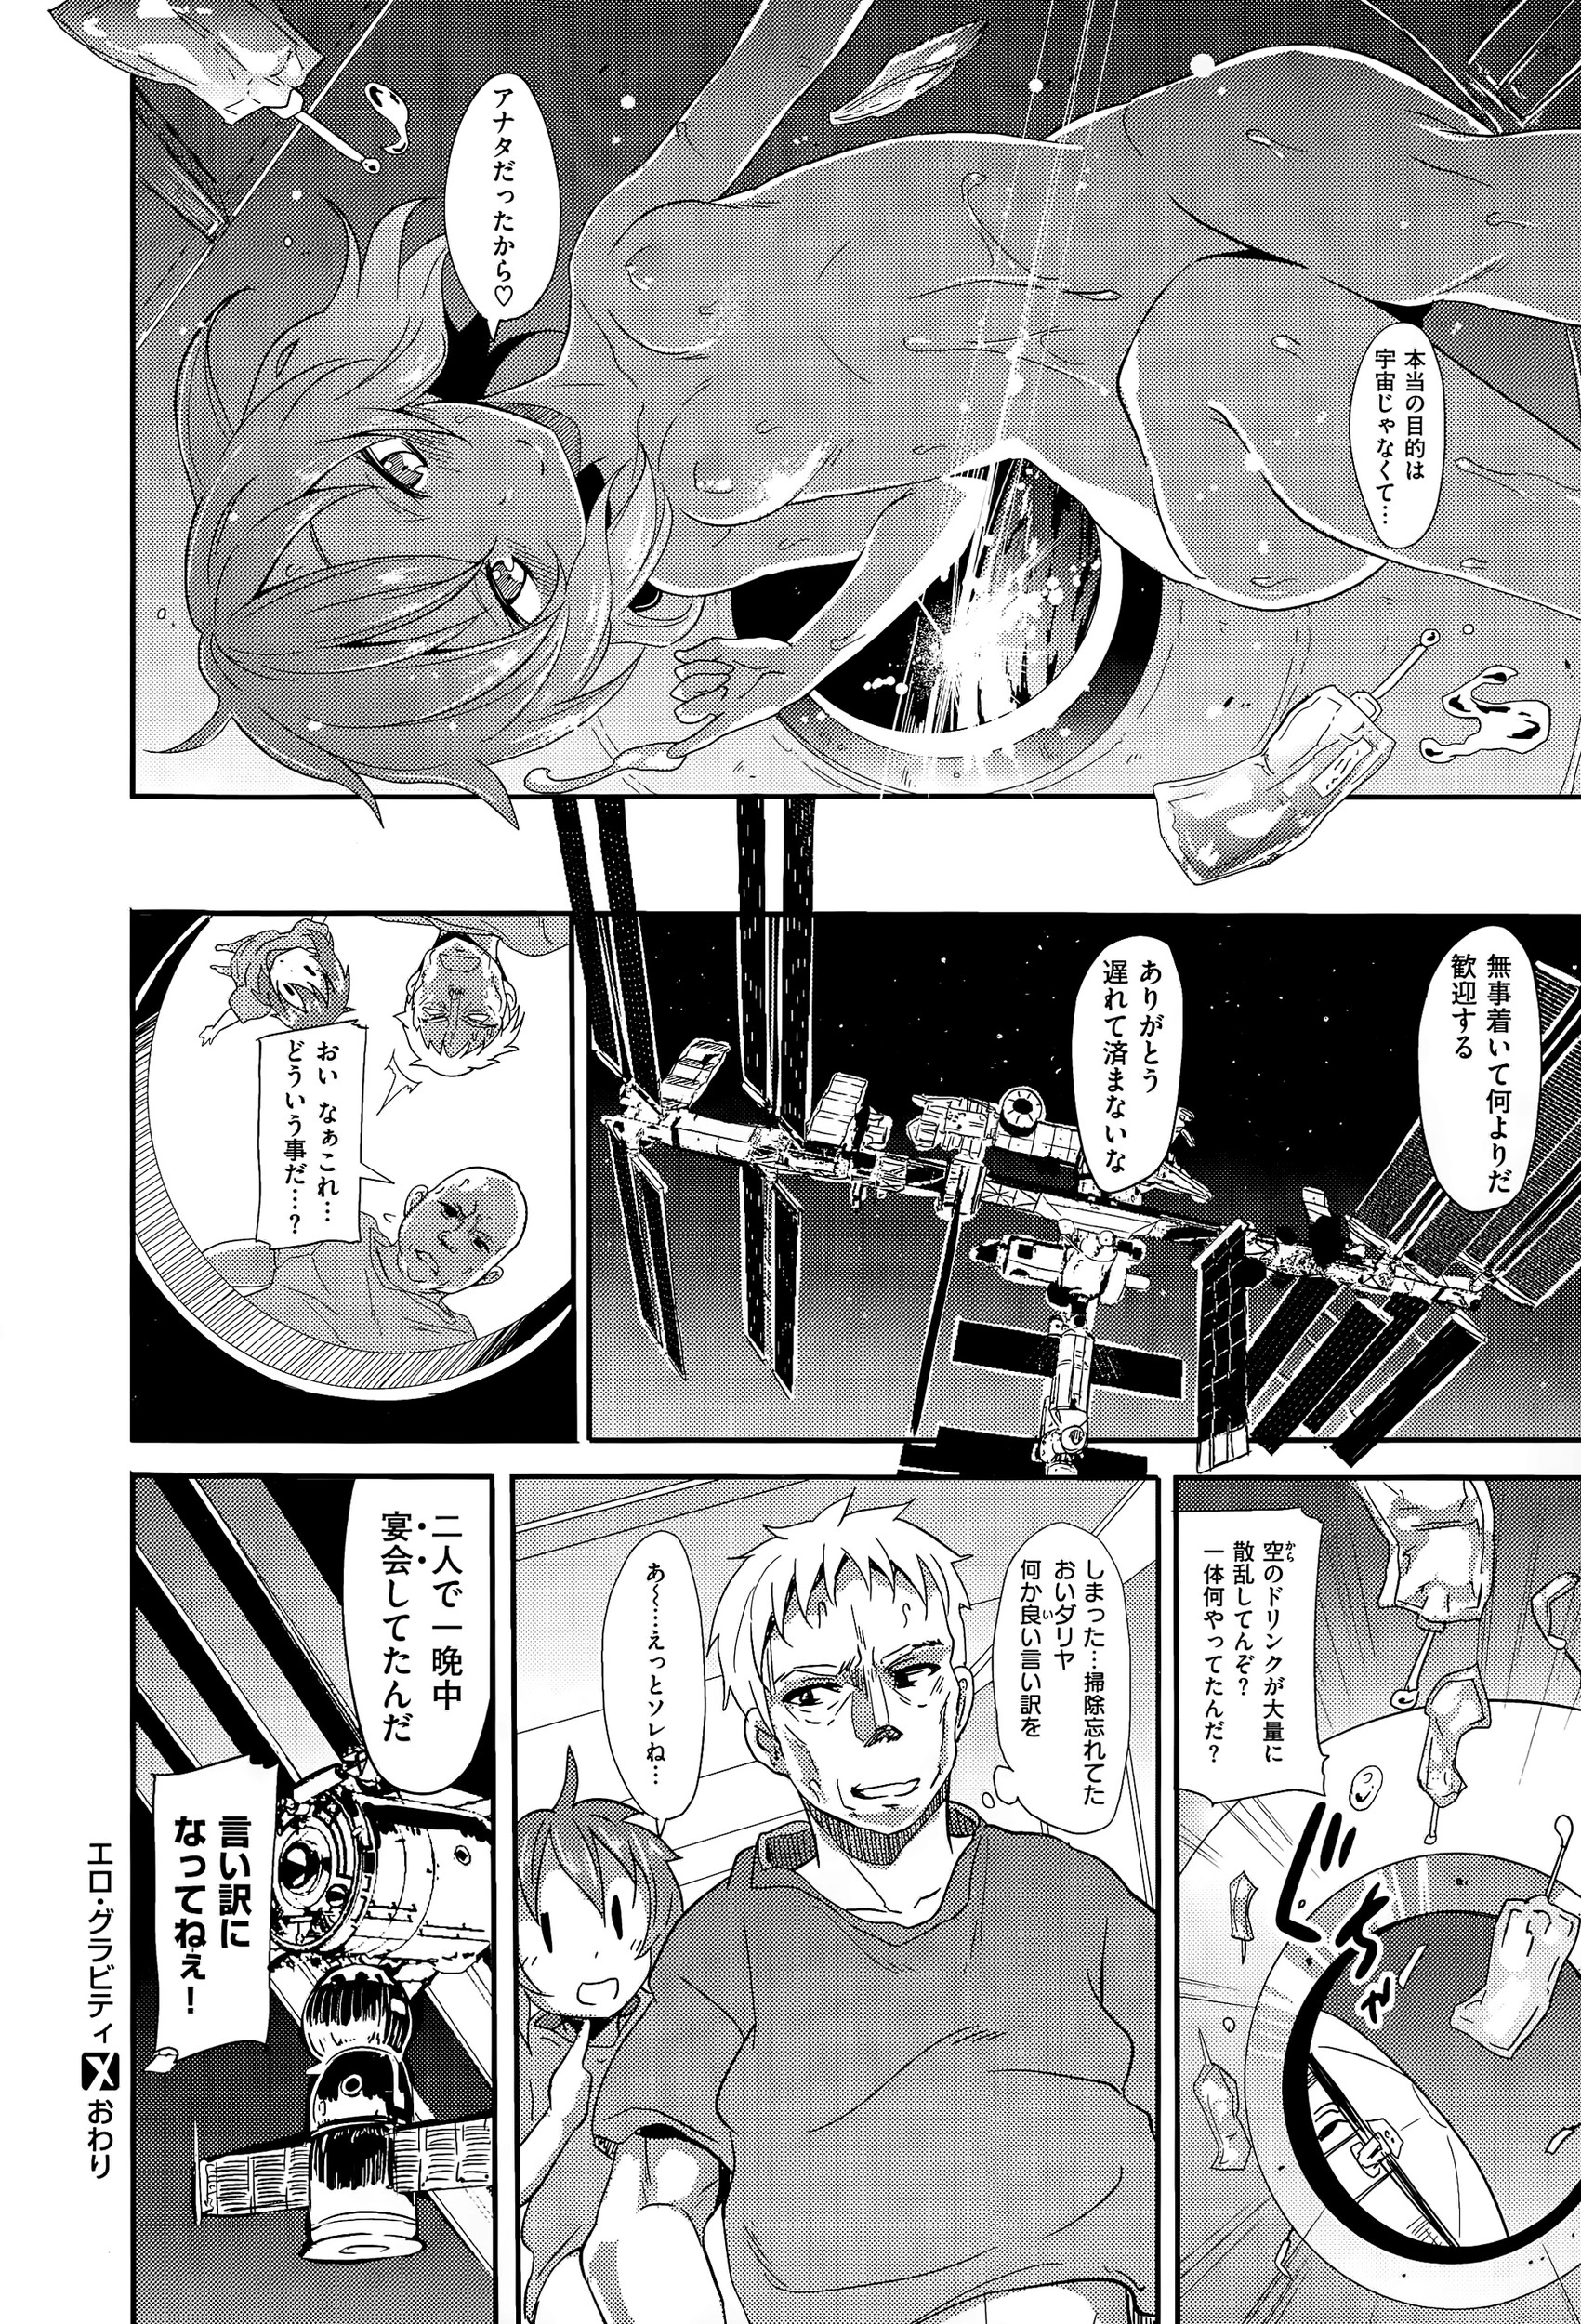 本当の目的は
宇宙じゃなくて…
アナタだったから♡
無事着いて何よりだ
歓迎する
ありがとう
遅れて済まないな
おい なぁこれ…
どういう事だ…？
空のドリンクが大量に
から
散乱してんぞ？
一体何やってたんだ？
じろっ
しまった…掃除忘れてた
おいダリヤ
何か良い言い訳を
い
あ〜…えっとソレね…
二人で一晩中
宴会してたんだ
言い訳に
なってねぇ！
エロ・グラビティ X おわり